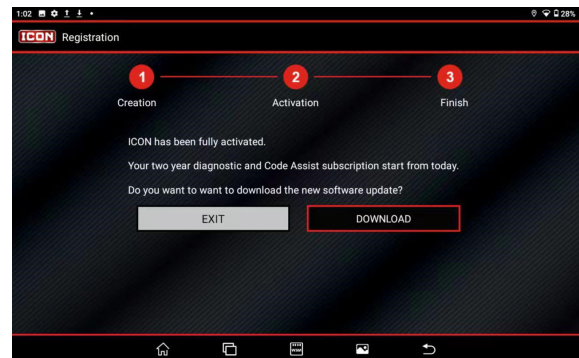 1:02 28%
ICON Registration
1 2 3
Creation Activation Finish
ICON has been fully activated.
Your two year diagnostic and Code Assist subscription start from today.
Do you want to want to download the new software update?
EXIT DOWNLOAD